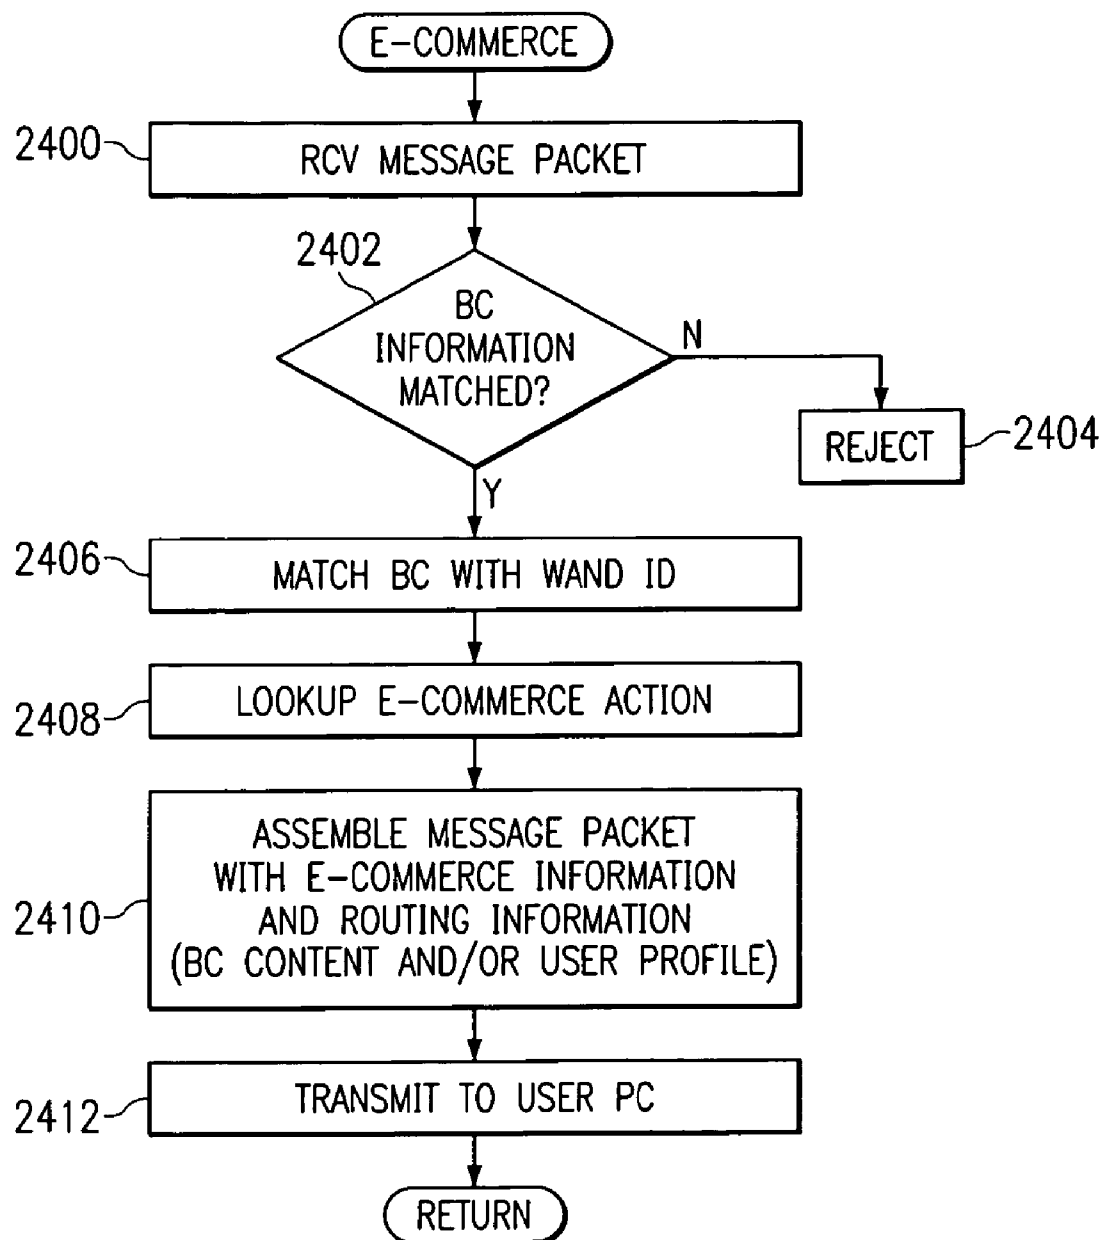 E-COMMERCE
2400
RCV MESSAGE PACKET
2402
BC
INFORMATION
MATCHED?
N
REJECT
2404
Y
2406
MATCH BC WITH WAND ID
2408
LOOKUP E-COMMERCE ACTION
2410
ASSEMBLE MESSAGE PACKET
WITH E-COMMERCE INFORMATION
AND ROUTING INFORMATION
(BC CONTENT AND/OR USER PROFILE)
2412
TRANSMIT TO USER PC
RETURN